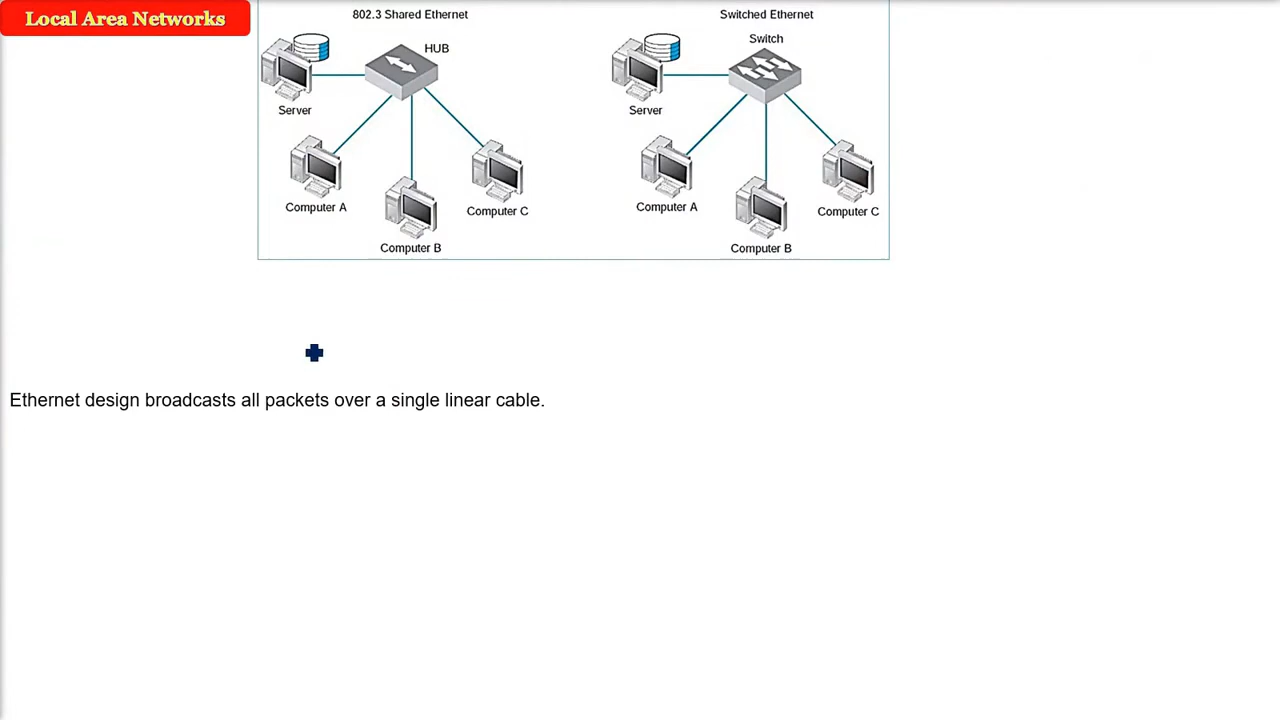 Local Area Networks
802.3 Shared Ethernet
HUB
Server
Computer A
Computer B
Computer C
Switched Ethernet
Switch
Server
Computer A
Computer B
Computer C
Ethernet design broadcasts all packets over a single linear cable.